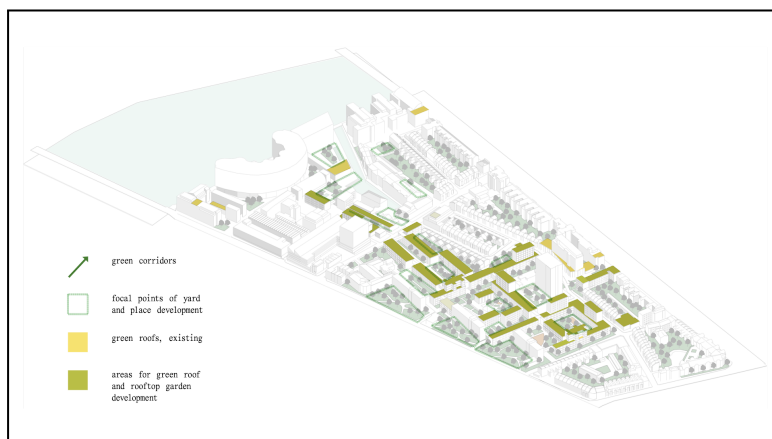 green corridors
focal points of yard
and place development
green roofs, existing
areas for green roof
and rooftop garden
development